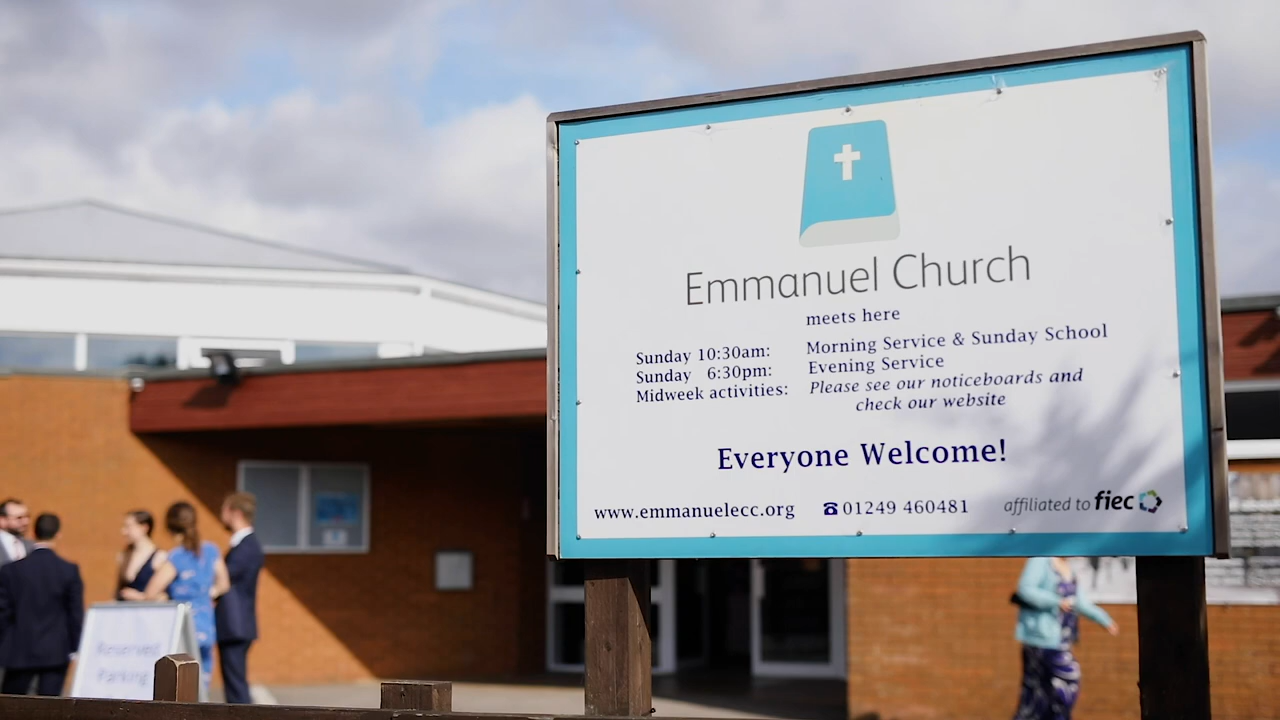 Emmanuel Church
meets here
Sunday 10:30am: Morning Service & Sunday School
Sunday 6:30pm: Evening Service
Midweek activities: Please see our noticeboards and
check our website
Everyone Welcome!
www.emmanuelecc.org ☎01249 460481 affiliated to fiec
Reserved
Parking